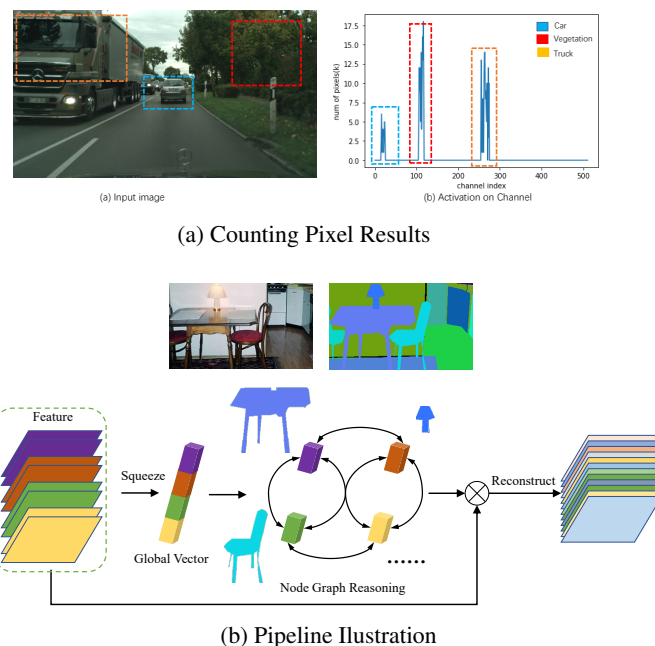 17.5
15.0
12.5
10.0
7.5
5.0
2.5
0.0
num of pixels(k)
Car
Vegetation
Truck
0 100 200 300 400 500
channel index
(a) Input image
(b) Activation on Channel
(a) Counting Pixel Results
Feature
Squeeze
Global Vector
Node Graph Reasoning
......
Reconstruct
(b) Pipeline Ilustration